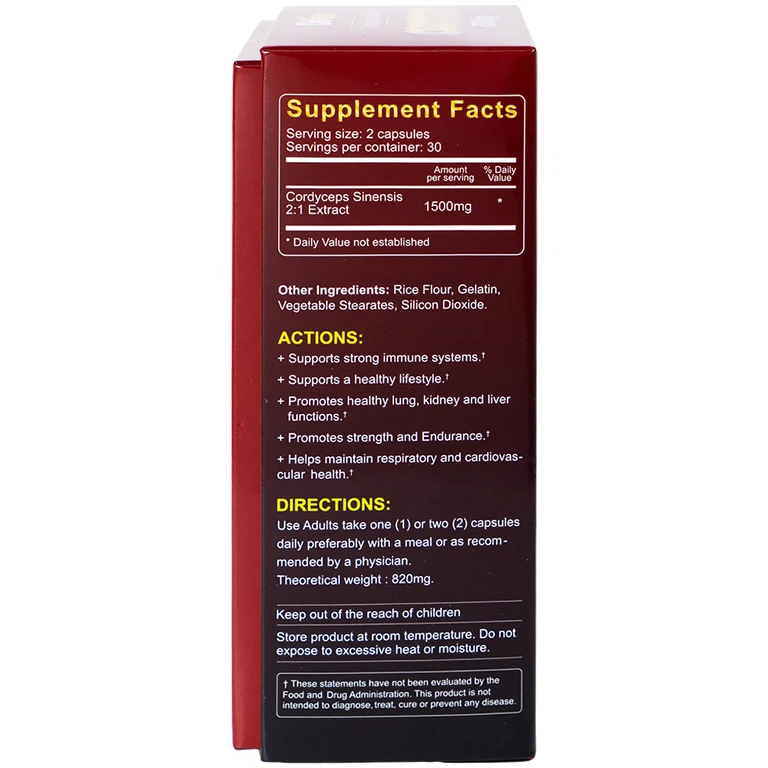 Supplement Facts
Serving size: 2 capsules
Servings per container: 30
Amount per serving % Daily Value
Cordyceps Sinensis
2:1 Extract 1500mg *
* Daily Value not established
Other Ingredients: Rice Flour, Gelatin,
Vegetable Stearates, Silicon Dioxide.
ACTIONS:
+ Supports strong immune systems.†
+ Supports a healthy lifestyle.†
+ Promotes healthy lung, kidney and liver
functions.†
+ Promotes strength and Endurance.†
+ Helps maintain respiratory and cardiovas-
cular health.†
DIRECTIONS:
Use Adults take one (1) or two (2) capsules
daily preferably with a meal or as recom-
mended by a physician.
Theoretical weight : 820mg.
Keep out of the reach of children
Store product at room temperature. Do not
expose to excessive heat or moisture.
† These statements have not been evaluated by the
Food and Drug Administration. This product is not
intended to diagnose, treat, cure or prevent any disease.